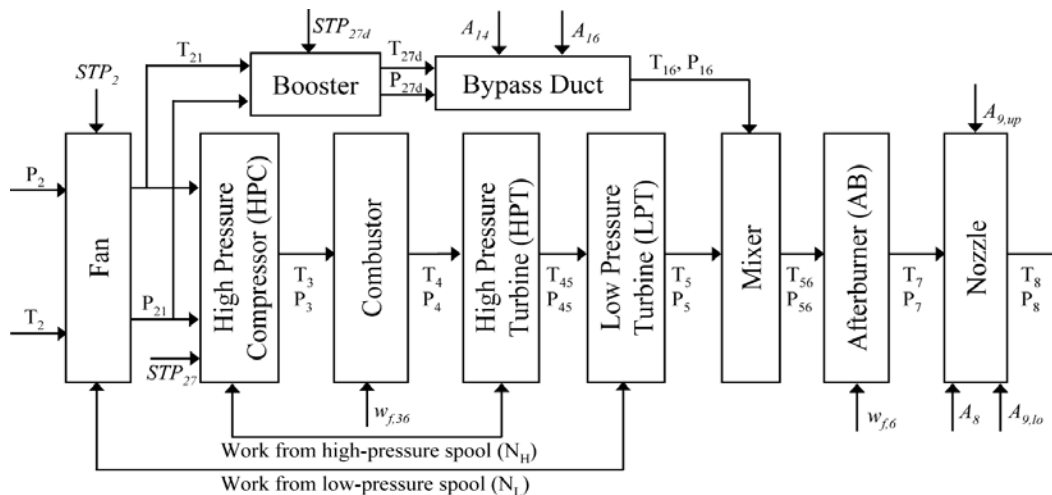 STP27d
T21
T27d
P27d
A14
A16
T16, P16
STP2
Booster
Bypass Duct
A9,up
P2
T2
Fan
P21
STP27
High Pressure
Compressor (HPC)
T3
P3
Combustor
T4
P4
High Pressure
Turbine (HPT)
T45
P45
Low Pressure
Turbine (LPT)
T5
P5
Mixer
T56
P56
Afterburner (AB)
T7
P7
Nozzle
T8
P8
wf,36
wf,6
A8
A9,lo
Work from high-pressure spool (NH)
Work from low-pressure spool (NL)